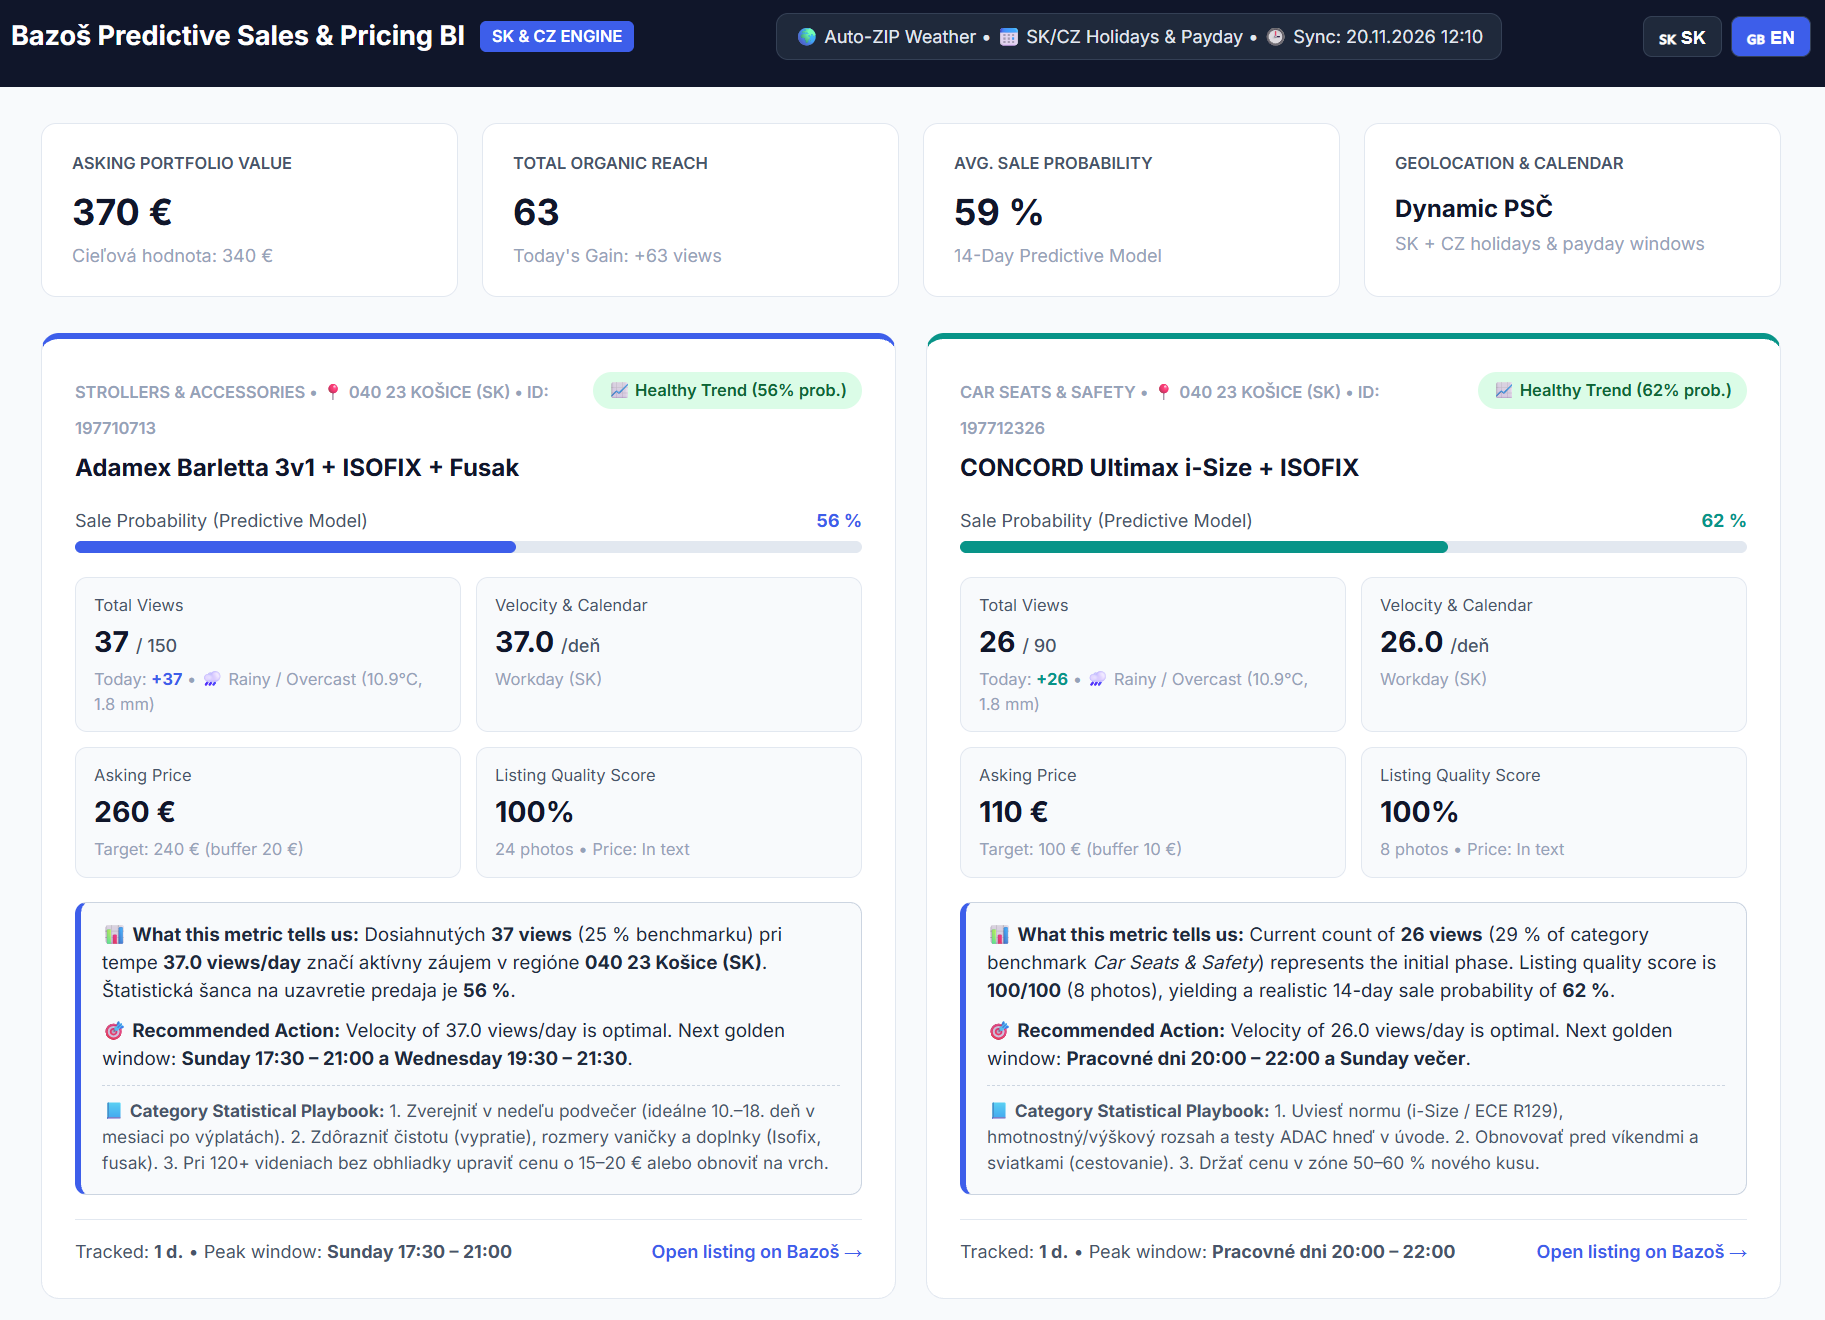 Bazoš Predictive Sales & Pricing BI
SK & CZ ENGINE
Auto-ZIP Weather • SK/CZ Holidays & Payday • Sync: 20.11.2026 12:10
SK SK
GB EN
ASKING PORTFOLIO VALUE
370 €
Cieľová hodnota: 340 €
TOTAL ORGANIC REACH
63
Today's Gain: +63 views
AVG. SALE PROBABILITY
59 %
14-Day Predictive Model
GEOLOCATION & CALENDAR
Dynamic PSČ
SK + CZ holidays & payday windows
STROLLERS & ACCESSORIES • 040 23 KOŠICE (SK) • ID:
197710713
Healthy Trend (56% prob.)
Adamex Barletta 3v1 + ISOFIX + Fusak
Sale Probability (Predictive Model)
56 %
Total Views
37 / 150
Today: +37 • Rainy / Overcast (10.9°C,
1.8 mm)
Velocity & Calendar
37.0 /deň
Workday (SK)
Asking Price
260 €
Target: 240 € (buffer 20 €)
Listing Quality Score
100%
24 photos • Price: In text
What this metric tells us: Dosiahnutých 37 views (25 % benchmarku) pri
tempe 37.0 views/day značí aktívny záujem v regióne 040 23 Košice (SK).
Štatistická šanca na uzavretie predaja je 56 %.
Recommended Action: Velocity of 37.0 views/day is optimal. Next golden
window: Sunday 17:30 – 21:00 a Wednesday 19:30 – 21:30.
Category Statistical Playbook: 1. Zverejniť v nedeľu podvečer (ideálne 10.–18. deň v
mesiaci po výplatách). 2. Zdôrazniť čistotu (vypratie), rozmery vaničky a doplnky (Isofix,
fusak). 3. Pri 120+ videniach bez obhliadky upraviť cenu o 15–20 € alebo obnoviť na vrch.
Tracked: 1 d. • Peak window: Sunday 17:30 – 21:00
Open listing on Bazoš →
CAR SEATS & SAFETY • 040 23 KOŠICE (SK) • ID:
197712326
Healthy Trend (62% prob.)
CONCORD Ultimax i-Size + ISOFIX
Sale Probability (Predictive Model)
62 %
Total Views
26 / 90
Today: +26 • Rainy / Overcast (10.9°C,
1.8 mm)
Velocity & Calendar
26.0 /deň
Workday (SK)
Asking Price
110 €
Target: 100 € (buffer 10 €)
Listing Quality Score
100%
8 photos • Price: In text
What this metric tells us: Current count of 26 views (29 % of category
benchmark Car Seats & Safety) represents the initial phase. Listing quality score is
100/100 (8 photos), yielding a realistic 14-day sale probability of 62 %.
Recommended Action: Velocity of 26.0 views/day is optimal. Next golden
window: Pracovné dni 20:00 – 22:00 a Sunday večer.
Category Statistical Playbook: 1. Uviesť normu (i-Size / ECE R129),
hmotnostný/výškový rozsah a testy ADAC hneď v úvode. 2. Obnovovať pred víkendmi a
sviatkami (cestovanie). 3. Držať cenu v zóne 50–60 % nového kusu.
Tracked: 1 d. • Peak window: Pracovné dni 20:00 – 22:00
Open listing on Bazoš →